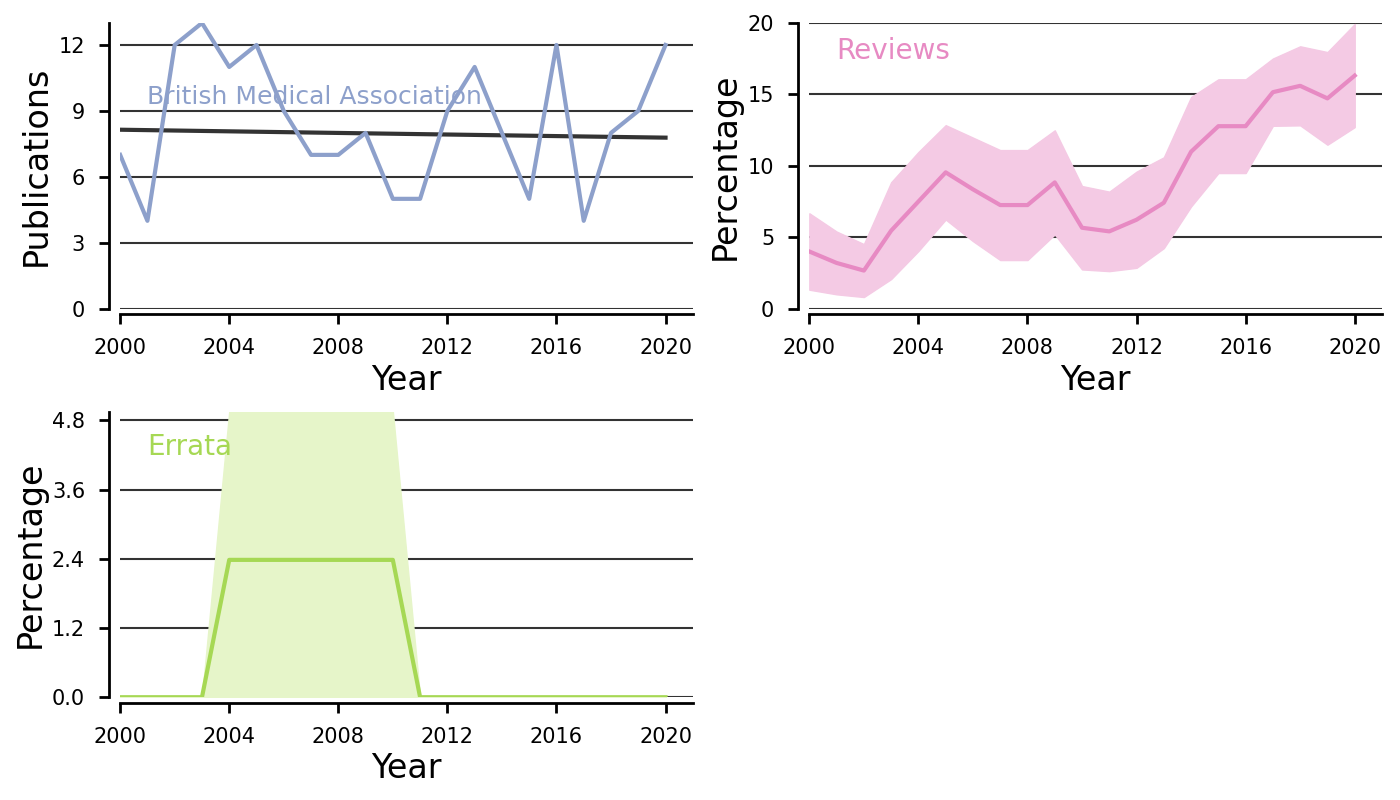 12
9
6
3
0
Publications
British Medical Association
2000 2004 2008 2012 2016 2020
Year
20
15
10
5
0
Percentage
Reviews
2000 2004 2008 2012 2016 2020
Year
4.8
3.6
2.4
1.2
0.0
Percentage
Errata
2000 2004 2008 2012 2016 2020
Year